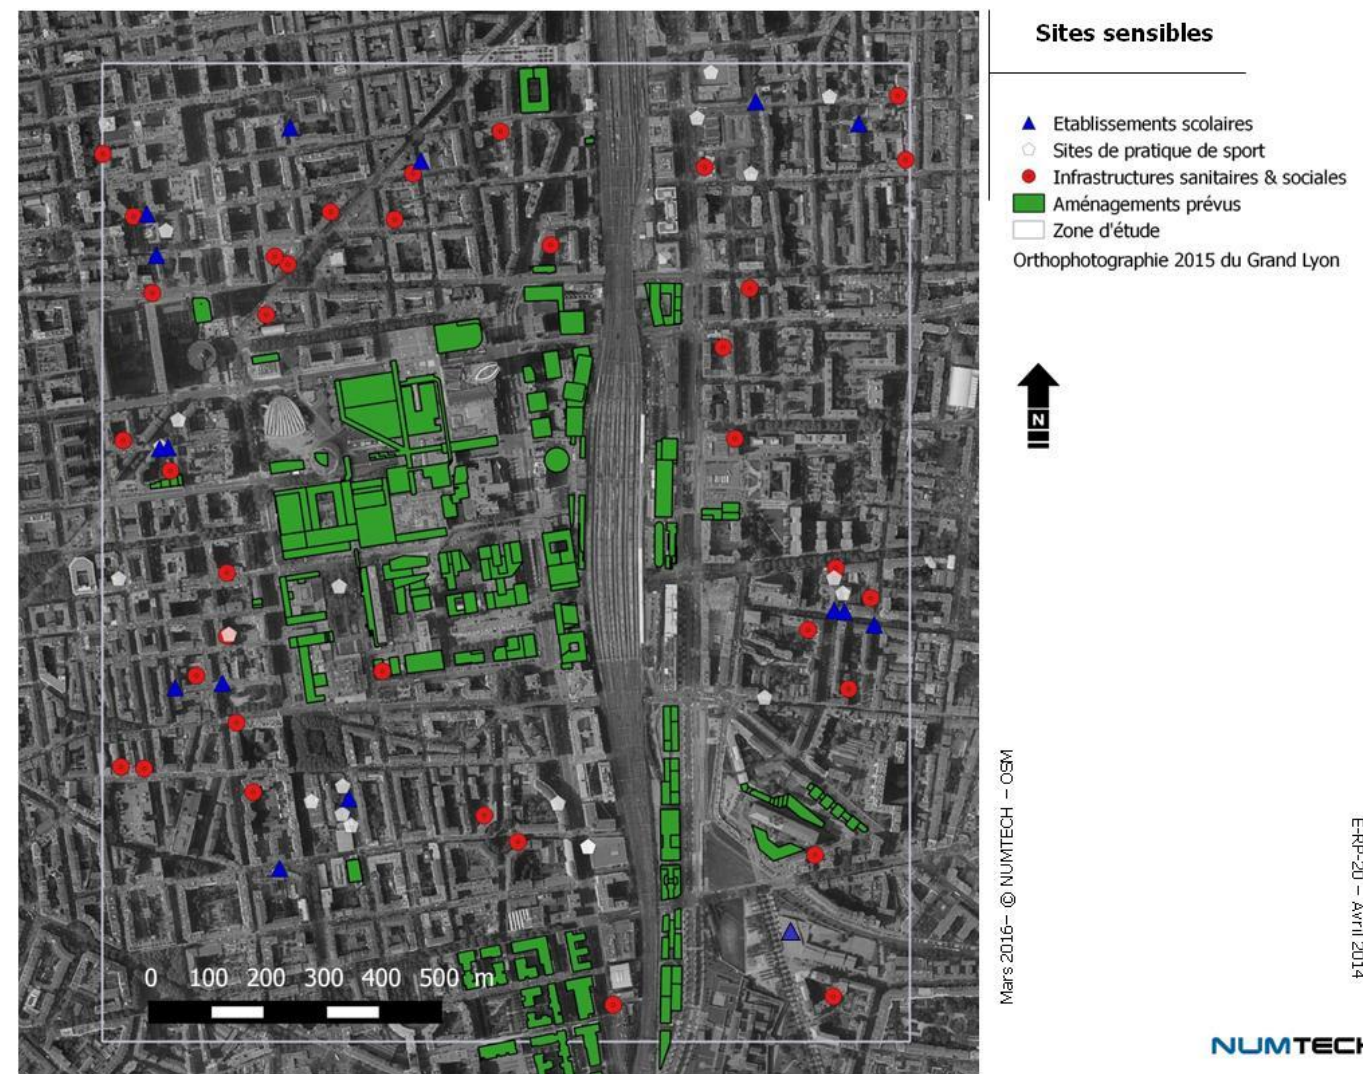 Sites sensibles
Etablissements scolaires
Sites de pratique de sport
Infrastructures sanitaires & sociales
Aménagements prévus
Zone d'étude
Orthophotographie 2015 du Grand Lyon
N
0 100 200 300 400 500 m
Mars 2016– © NUMTECH – OSM
E-RP-20 – Avril 2014
NUMTECH